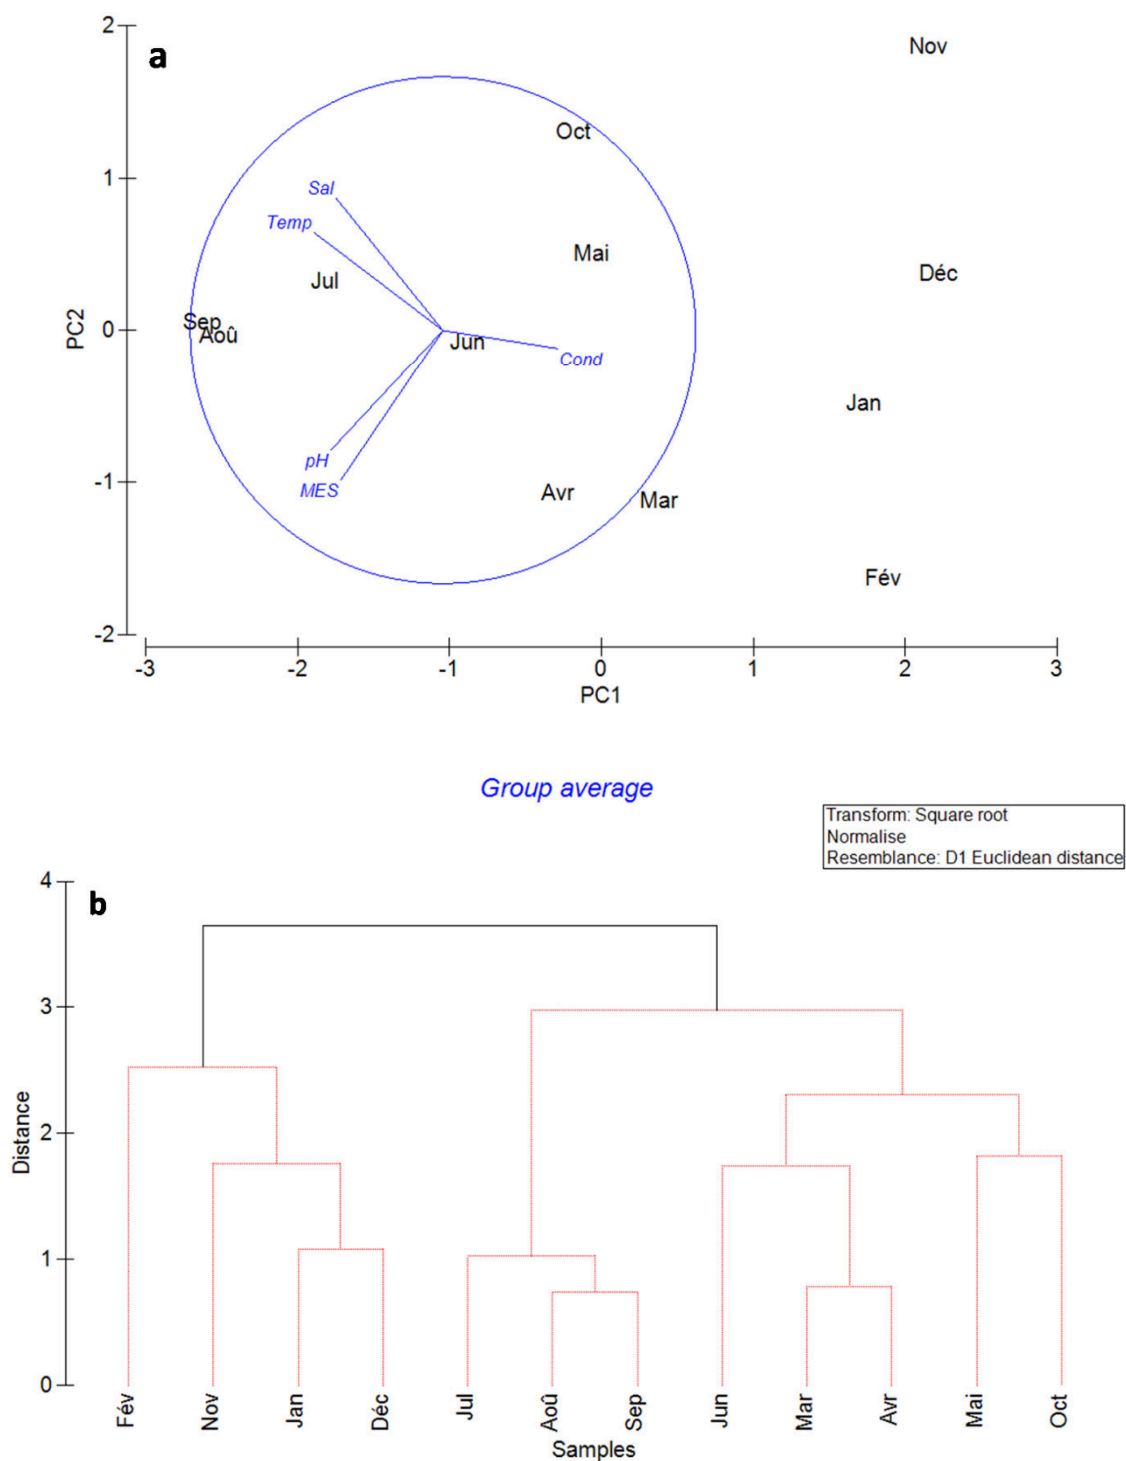 a
2
1
0
-1
-2
PC2
Nov
Oct
Sal
Temp
Mai
Déc
Jul
Sep
Aoû
Jun
Cond
Jan
pH
MES
Avr
Mar
Fév
-3 -2 -1 0 1 2 3
PC1
Group average
Transform: Square root
Normalise
Resemblance: D1 Euclidean distance
b
4
3
2
1
0
Distance
Fév Nov Jan Déc Jul Aoû Sep Jun Mar Avr Mai Oct
Samples